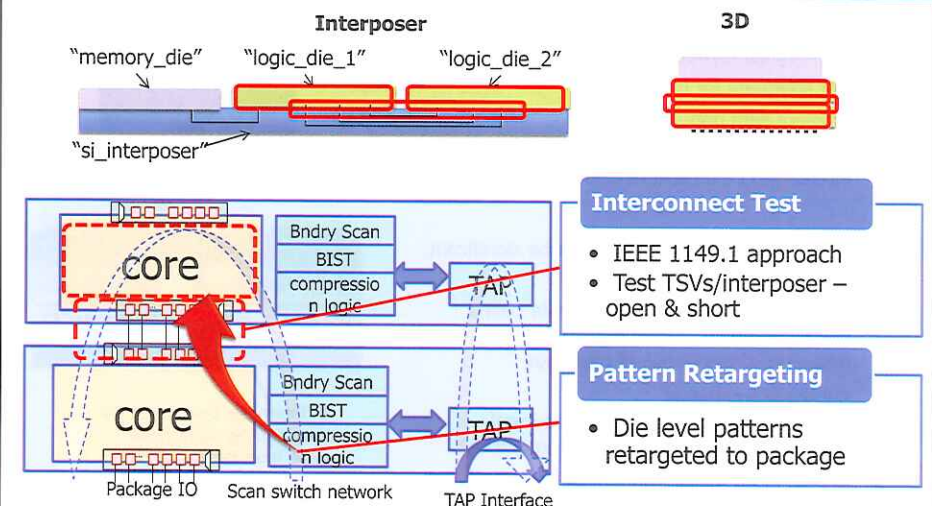 Interposer
3D
“memory_die”
“logic_die_1”
“logic_die_2”
“si_interposer”
core
Bndry Scan
BIST
compressio
n logic
TAP
Interconnect Test
• IEEE 1149.1 approach
• Test TSVs/interposer –
open & short
core
Bndry Scan
BIST
compressio
n logic
TAP
Pattern Retargeting
• Die level patterns
retargeted to package
Package IO
Scan switch network
TAP Interface